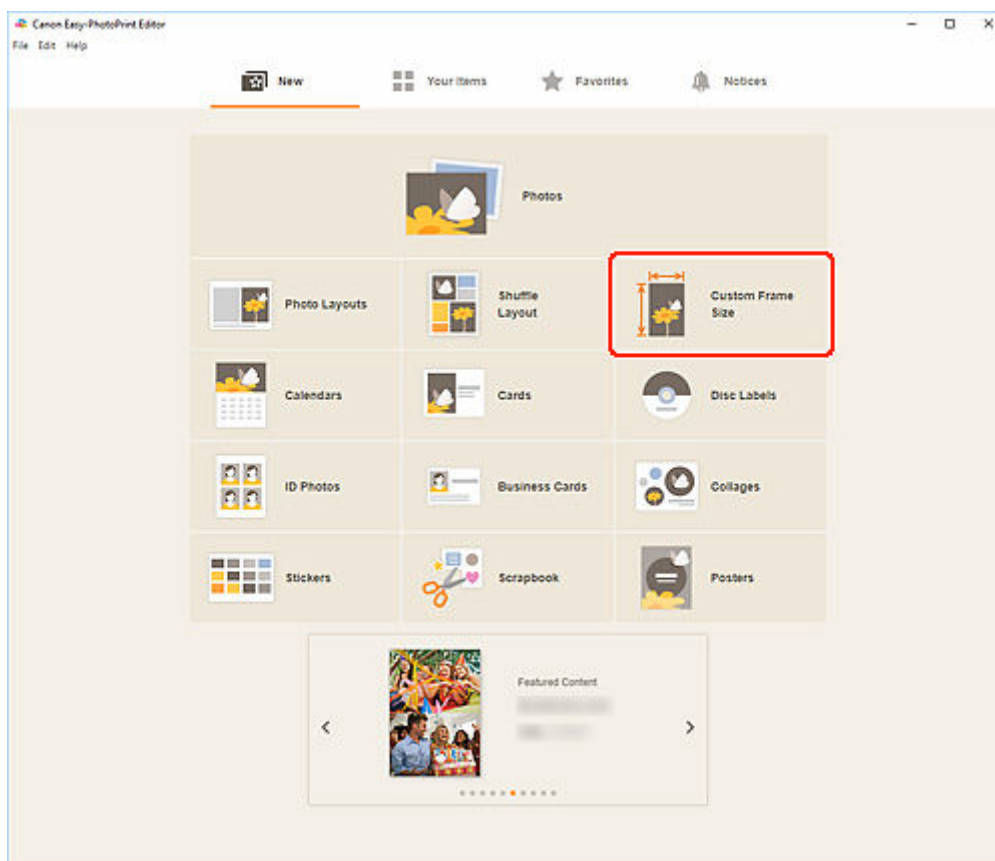 Canon Easy-PhotoPrint Editor
File Edit Help
New Your Items Favorites Notices
Photos
Photo Layouts
Shuffle
Layout
Custom Frame
Size
Calendars
Cards
Disc Labels
ID Photos
Business Cards
Collages
Stickers
Scrapbook
Posters
Featured Content